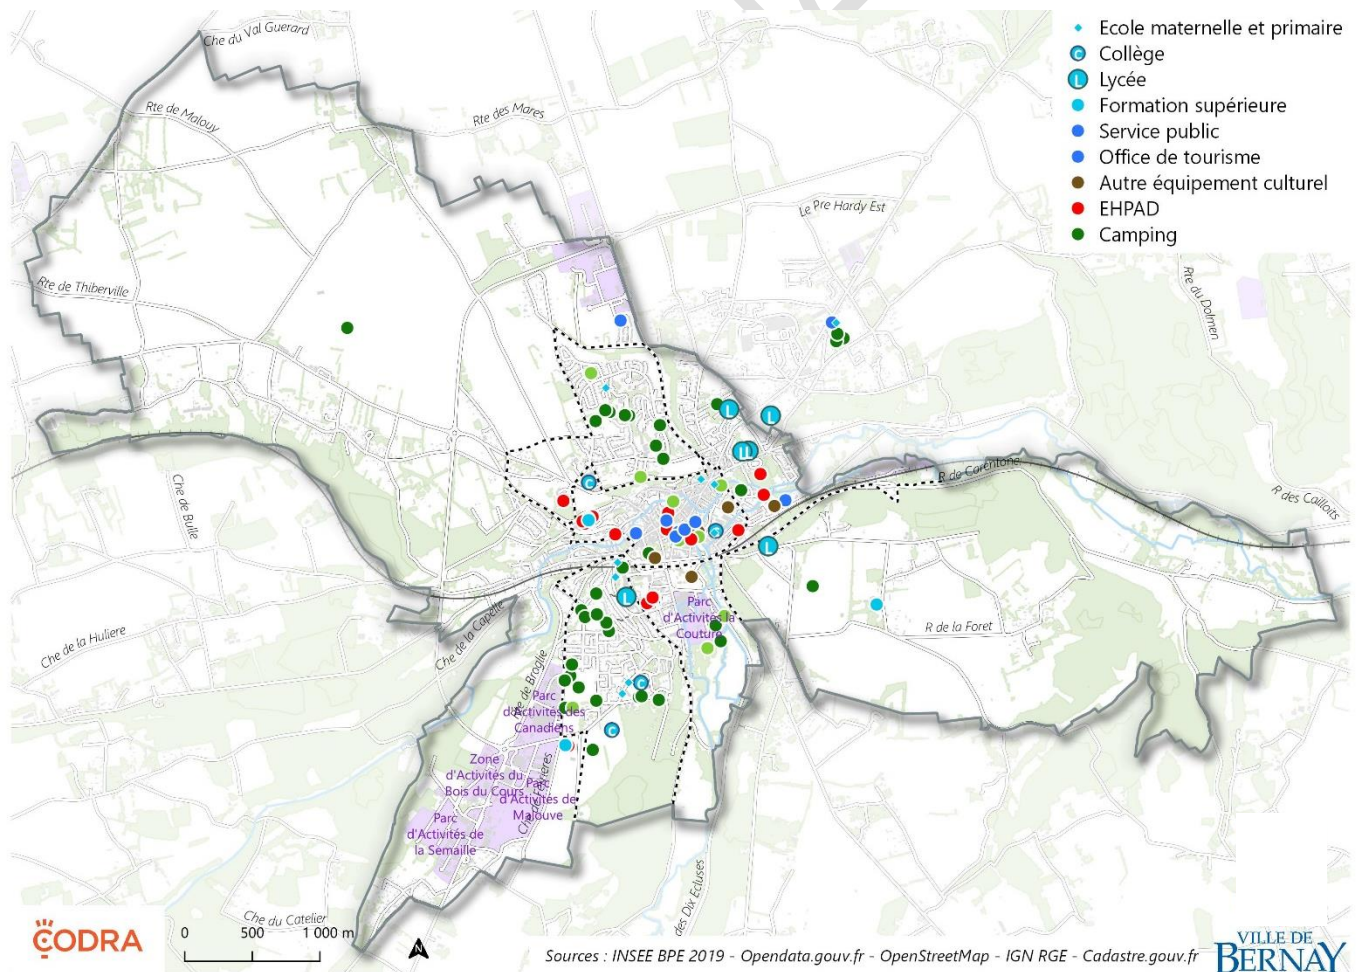 Ecole maternelle et primaire
C Collège
L Lycée
Formation supérieure
Service public
Office de tourisme
Autre équipement culturel
EHPAD
Camping
Che du Val Guerard
Rte de Malouy
Rte des Mares
Le Pre Hardy Est
Rte de Thiberville
Rte du Dolmen
L
L
L
L
C
R de Carentone
R des Cailloits
Che de Bulle
C
L
L
Parc
d'Activités la
Couture
R de la Foret
Che de la Huliere
Che de la Capelle
Rte de Broglie
C
Parc
d'Activités des
Canadiens
C
Zone
d'Activités du
Bois du Cours
Parc
d'Activités de
Malouve
Che de Ferrieres
Parc
d'Activités de
la Semaille
des Dix Ecluses
Che du Catelier
CODRA
0 500 1 000 m
N
Sources : INSEE BPE 2019 - Opendata.gouv.fr - OpenStreetMap - IGN RGE - Cadastre.gouv.fr
VILLE DE
BERNAY